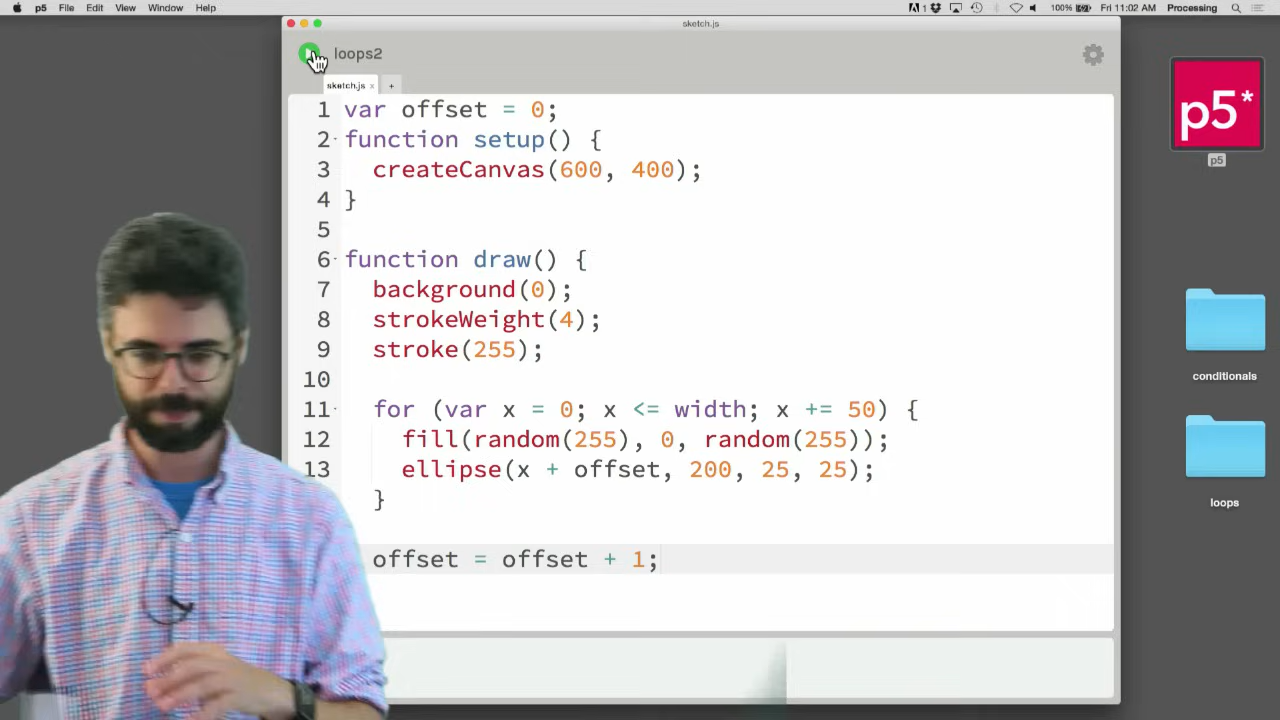 p5 File Edit View Window Help 1 100% Fri 11:02 AM Processing
sketch.js
loops2
sketch.js x +
1 var offset = 0;
2 function setup() {
3 createCanvas(600, 400);
4 }
5
6 function draw() {
7 background(0);
8 strokeWeight(4);
9 stroke(255);
10
11 for (var x = 0; x <= width; x += 50) {
12 fill(random(255), 0, random(255));
13 ellipse(x + offset, 200, 25, 25);
}
offset = offset + 1;
p5*
p5
conditionals
loops